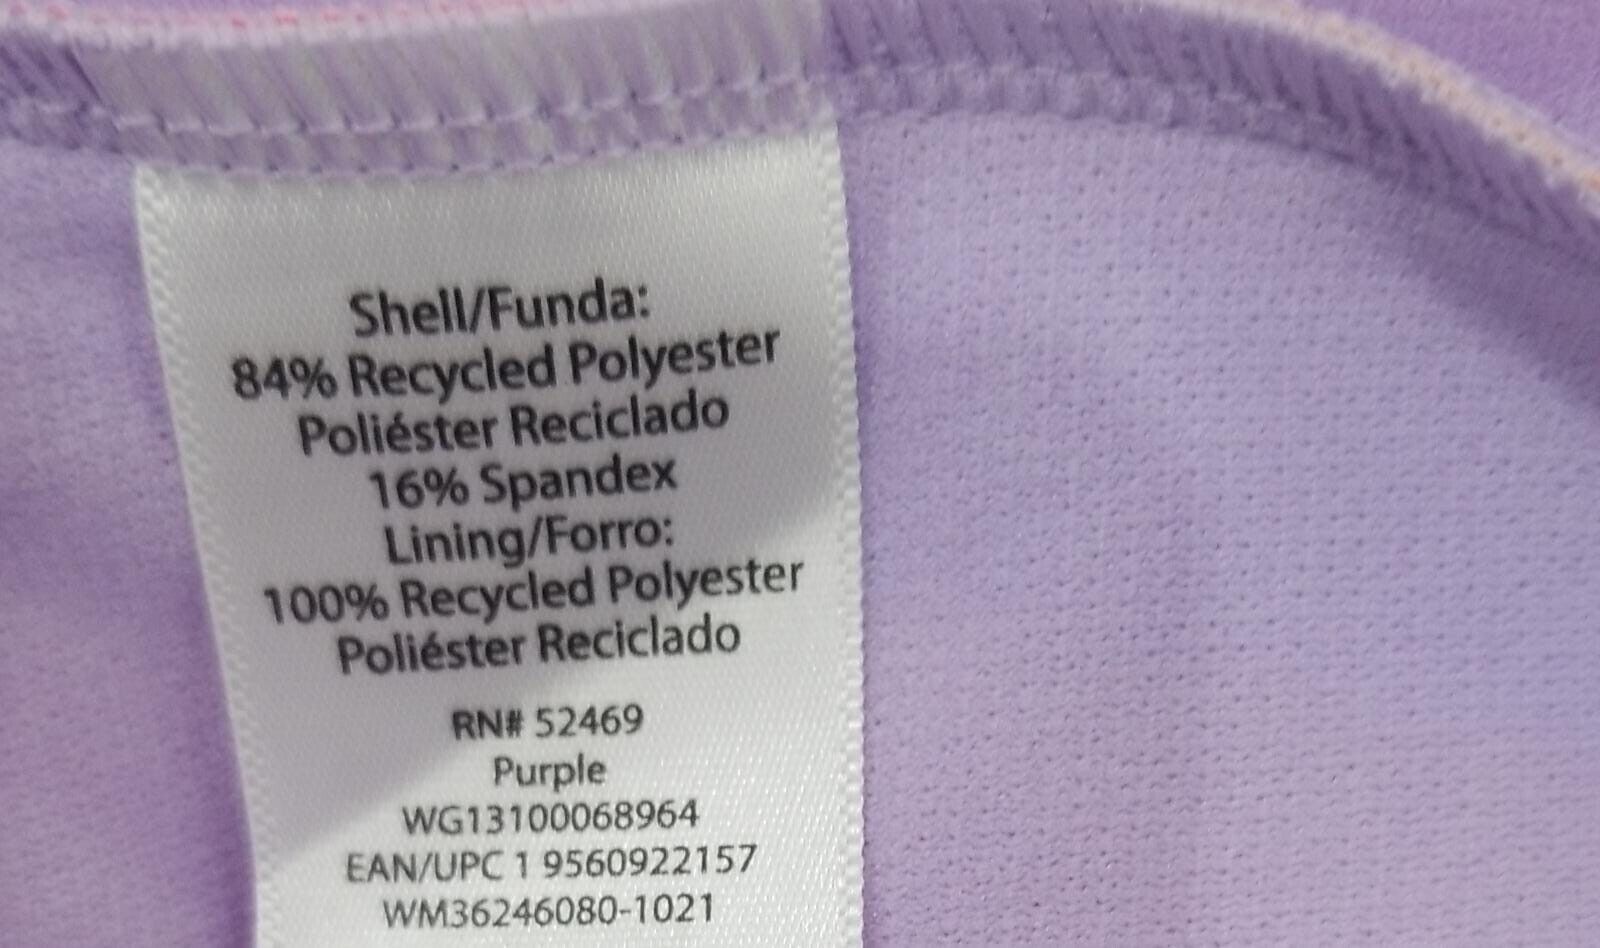 Shell/Funda:
84% Recycled Polyester
Poliéster Reciclado
16% Spandex
Lining/Forro:
100% Recycled Polyester
Poliéster Reciclado
RN# 52469
Purple
WG13100068964
EAN/UPC 1 9560922157
WM36246080-1021